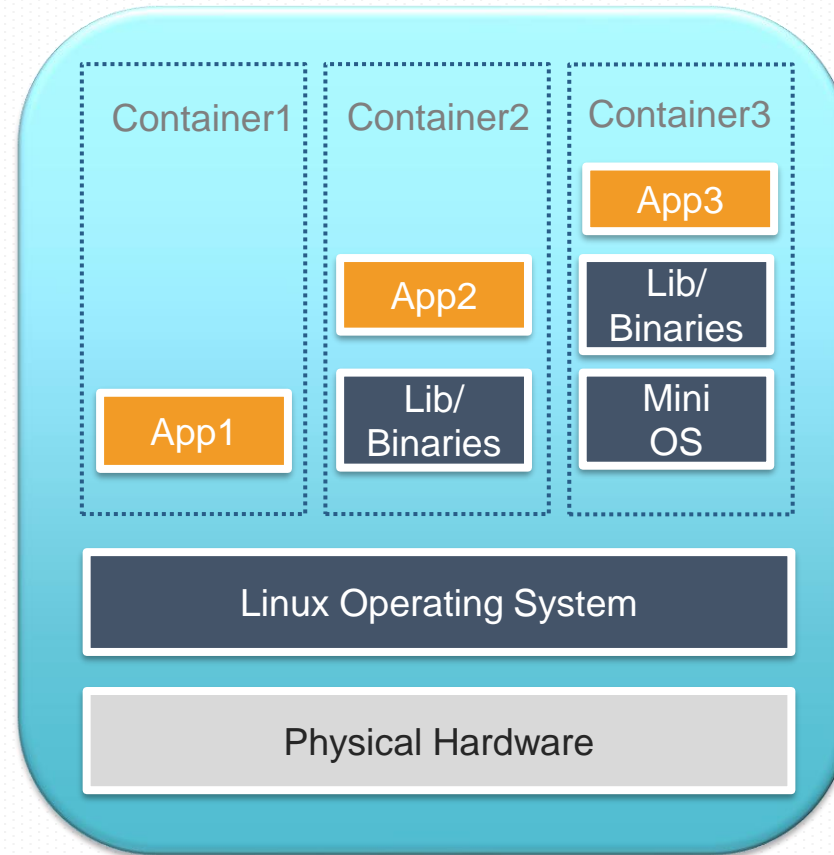 Container1
App1
Container2
App2
Lib/
Binaries
Container3
App3
Lib/
Binaries
Mini
OS
Linux Operating System
Physical Hardware